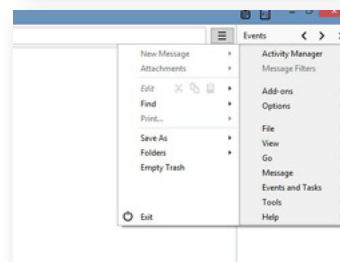 Events
New Message
Attachments
Edit
Find
Print...
Save As
Folders
Empty Trash
Exit
Activity Manager
Message Filters
Add-ons
Options
File
View
Go
Message
Events and Tasks
Tools
Help